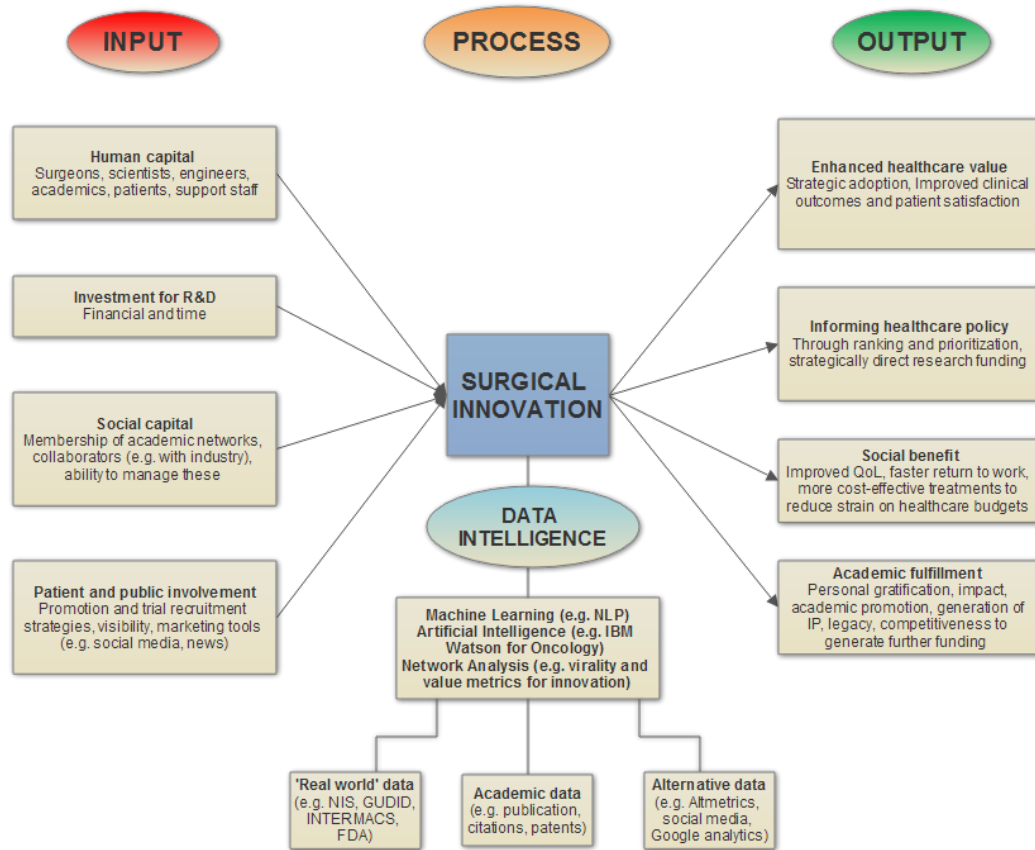 INPUT
PROCESS
OUTPUT
Human capital
Surgeons, scientists, engineers,
academics, patients, support staff
Investment for R&D
Financial and time
Social capital
Membership of academic networks,
collaborators (e.g. with industry),
ability to manage these
Patient and public involvement
Promotion and trial recruitment
strategies, visibility, marketing tools
(e.g. social media, news)
SURGICAL
INNOVATION
DATA
INTELLIGENCE
Machine Learning (e.g. NLP)
Artificial Intelligence (e.g. IBM
Watson for Oncology)
Network Analysis (e.g. virality and
value metrics for innovation)
'Real world' data
(e.g. NIS, GUDID,
INTERMACS,
FDA)
Academic data
(e.g. publication,
citations, patents)
Alternative data
(e.g. Altmetrics,
social media,
Google analytics)
Enhanced healthcare value
Strategic adoption, Improved clinical
outcomes and patient satisfaction
Informing healthcare policy
Through ranking and prioritization,
strategically direct research funding
Social benefit
Improved QoL, faster return to work,
more cost-effective treatments to
reduce strain on healthcare budgets
Academic fulfillment
Personal gratification, impact,
academic promotion, generation of
IP, legacy, competitiveness to
generate further funding